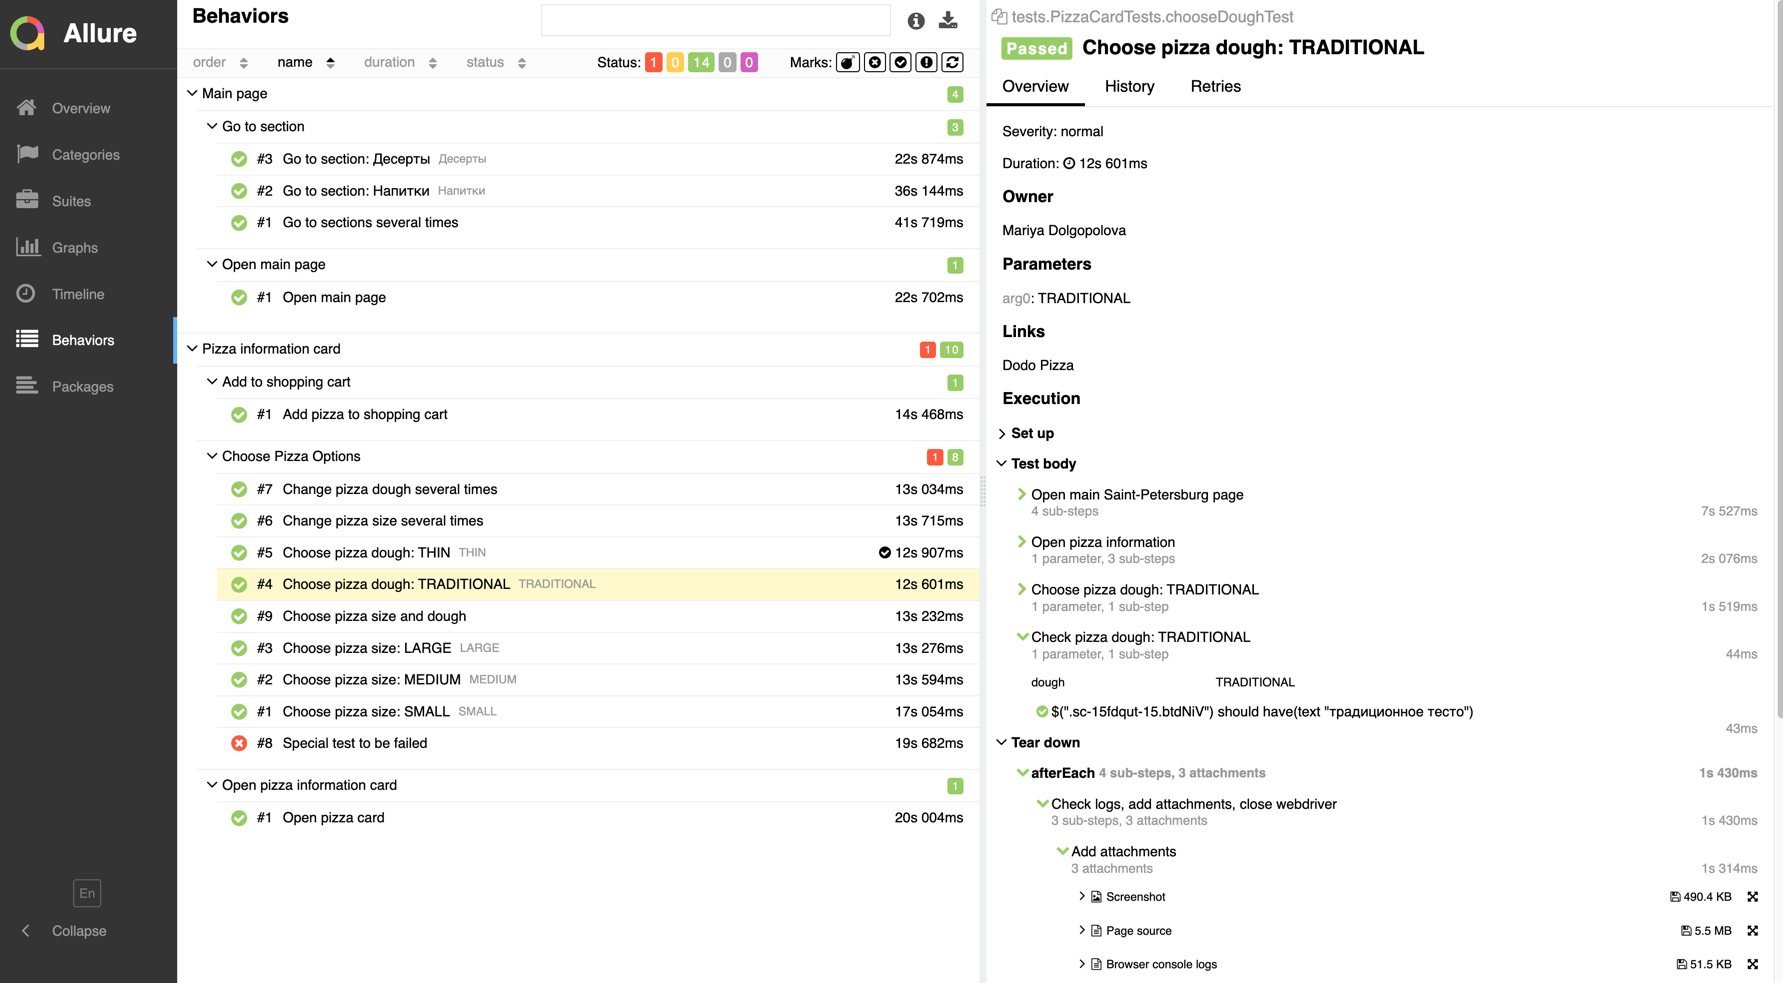 Allure
Overview
Categories
Suites
Graphs
Timeline
Behaviors
Packages
En
Collapse
Behaviors
order name duration status Status: 1 0 14 0 0 Marks:
Main page 4
Go to section 3
#3 Go to section: Десерты Десерты 22s 874ms
#2 Go to section: Напитки Напитки 36s 144ms
#1 Go to sections several times 41s 719ms
Open main page 1
#1 Open main page 22s 702ms
Pizza information card 1 10
Add to shopping cart 1
#1 Add pizza to shopping cart 14s 468ms
Choose Pizza Options 1 8
#7 Change pizza dough several times 13s 034ms
#6 Change pizza size several times 13s 715ms
#5 Choose pizza dough: THIN THIN 12s 907ms
#4 Choose pizza dough: TRADITIONAL TRADITIONAL 12s 601ms
#9 Choose pizza size and dough 13s 232ms
#3 Choose pizza size: LARGE LARGE 13s 276ms
#2 Choose pizza size: MEDIUM MEDIUM 13s 594ms
#1 Choose pizza size: SMALL SMALL 17s 054ms
#8 Special test to be failed 19s 682ms
Open pizza information card 1
#1 Open pizza card 20s 004ms
tests.PizzaCardTests.chooseDoughTest
Passed Choose pizza dough: TRADITIONAL
Overview History Retries
Severity: normal
Duration: 12s 601ms
Owner
Mariya Dolgopolova
Parameters
arg0: TRADITIONAL
Links
Dodo Pizza
Execution
Set up
Test body
Open main Saint-Petersburg page
4 sub-steps 7s 527ms
Open pizza information
1 parameter, 3 sub-steps 2s 076ms
Choose pizza dough: TRADITIONAL
1 parameter, 1 sub-step 1s 519ms
Check pizza dough: TRADITIONAL
1 parameter, 1 sub-step 44ms
dough TRADITIONAL
$(".sc-15fdqut-15.btdNiV") should have(text "традиционное тесто")
43ms
Tear down
afterEach 4 sub-steps, 3 attachments 1s 430ms
Check logs, add attachments, close webdriver
3 sub-steps, 3 attachments 1s 430ms
Add attachments
3 attachments 1s 314ms
Screenshot 490.4 KB
Page source 5.5 MB
Browser console logs 51.5 KB